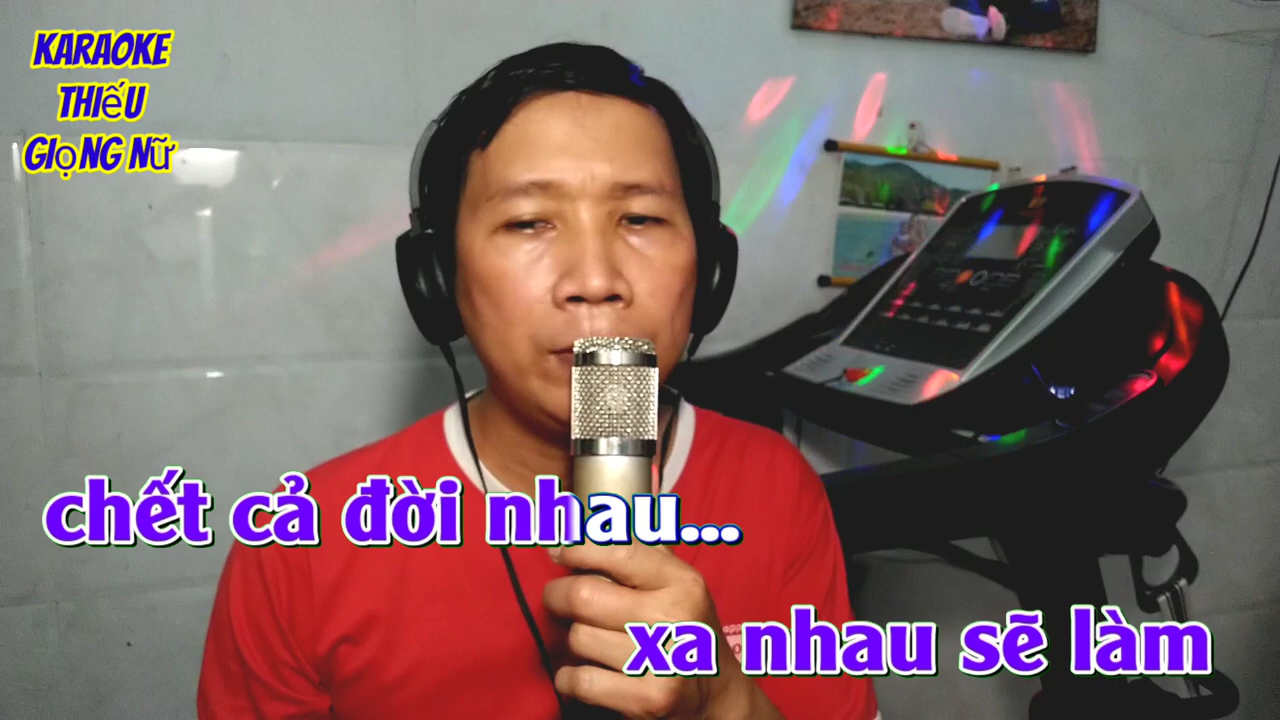 KARAOKE
THIẾU
GIỌNG NỮ
chết cả đời nhau...
xa nhau sẽ làm